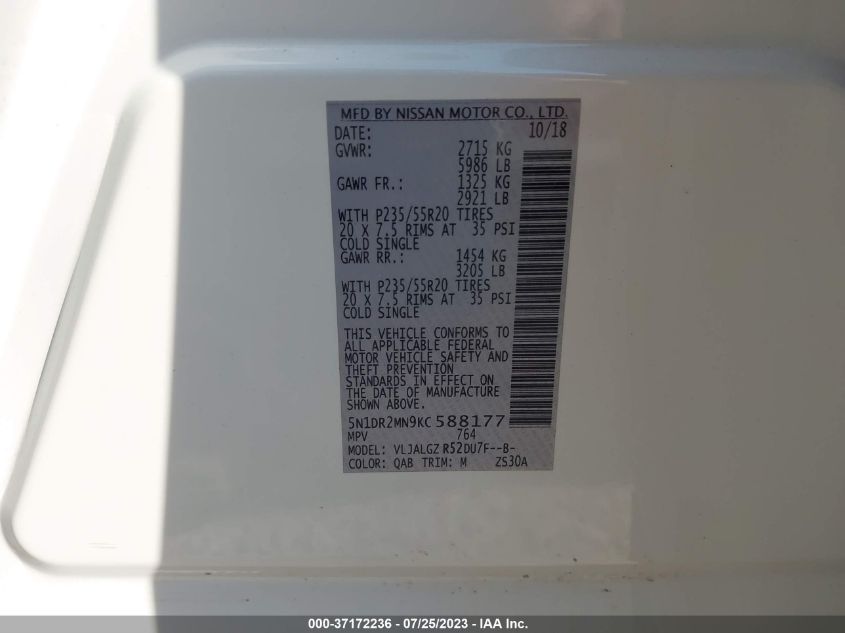 MFD BY NISSAN MOTOR CO., LTD.
DATE: 10/18
GVWR: 2715 KG
5986 LB
GAWR FR.: 1325 KG
2921 LB
WITH P235/55R20 TIRES
20 X 7.5 RIMS AT 35 PSI
COLD SINGLE
GAWR RR.: 1454 KG
3205 LB
WITH P235/55R20 TIRES
20 X 7.5 RIMS AT 35 PSI
COLD SINGLE
THIS VEHICLE CONFORMS TO
ALL APPLICABLE FEDERAL
MOTOR VEHICLE SAFETY AND
THEFT PREVENTION
STANDARDS IN EFFECT ON
THE DATE OF MANUFACTURE
SHOWN ABOVE.
5N1DR2MN9KC588177
MPV 764
MODEL: VLJALGZ R52DU7F--B-
COLOR: QAB TRIM: M ZS30A
000-37172236 - 07/25/2023 - IAA Inc.